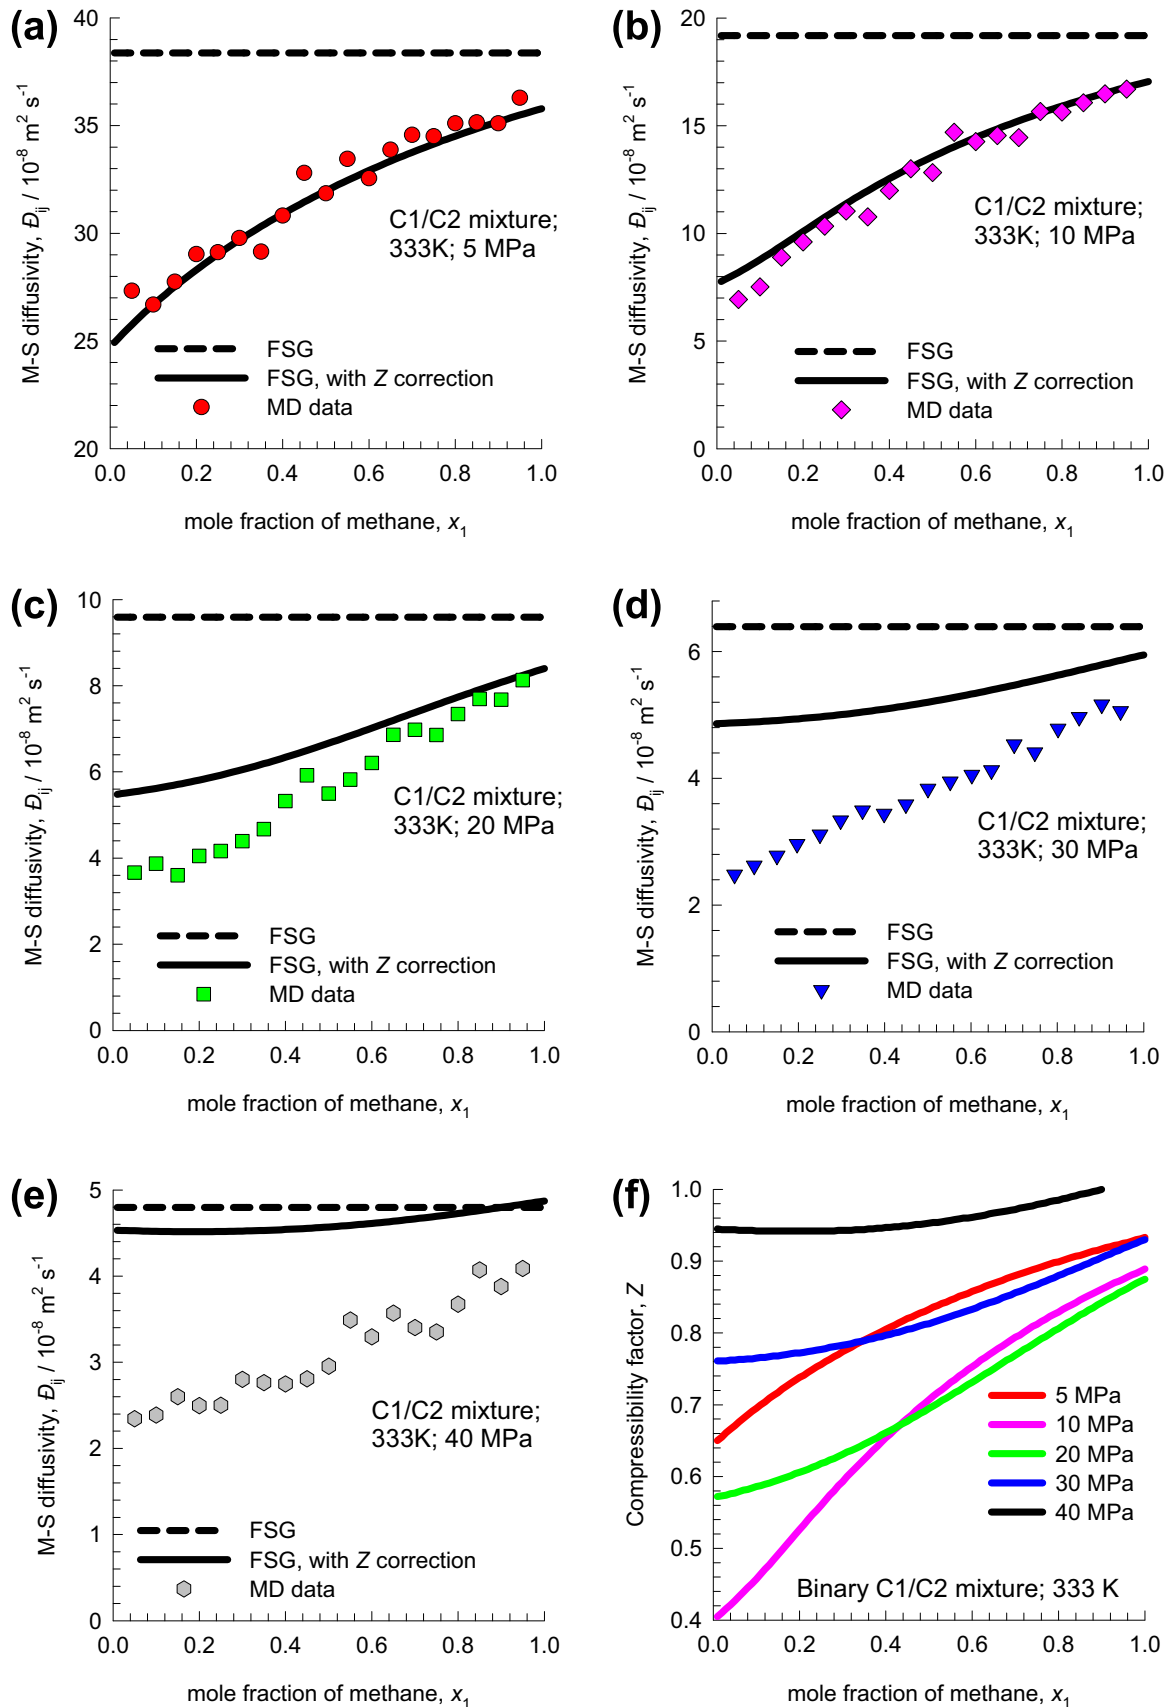 (a)
40
35
30
25
20
M-S diffusivity, Đij / 10-8 m2 s-1
C1/C2 mixture;
333K; 5 MPa
FSG
FSG, with Z correction
MD data
0.0 0.2 0.4 0.6 0.8 1.0
mole fraction of methane, x1
(b)
20
15
10
5
0
M-S diffusivity, Đij / 10-8 m2 s-1
C1/C2 mixture;
333K; 10 MPa
FSG
FSG, with Z correction
MD data
0.0 0.2 0.4 0.6 0.8 1.0
mole fraction of methane, x1
(c)
10
8
6
4
2
0
M-S diffusivity, Đij / 10-8 m2 s-1
C1/C2 mixture;
333K; 20 MPa
FSG
FSG, with Z correction
MD data
0.0 0.2 0.4 0.6 0.8 1.0
mole fraction of methane, x1
(d)
6
4
2
0
M-S diffusivity, Đij / 10-8 m2 s-1
C1/C2 mixture;
333K; 30 MPa
FSG
FSG, with Z correction
MD data
0.0 0.2 0.4 0.6 0.8 1.0
mole fraction of methane, x1
(e)
5
4
3
2
1
0
M-S diffusivity, Đij / 10-8 m2 s-1
C1/C2 mixture;
333K; 40 MPa
FSG
FSG, with Z correction
MD data
0.0 0.2 0.4 0.6 0.8 1.0
mole fraction of methane, x1
(f)
1.0
0.9
0.8
0.7
0.6
0.5
0.4
Compressibility factor, Z
5 MPa
10 MPa
20 MPa
30 MPa
40 MPa
Binary C1/C2 mixture; 333 K
0.0 0.2 0.4 0.6 0.8 1.0
mole fraction of methane, x1